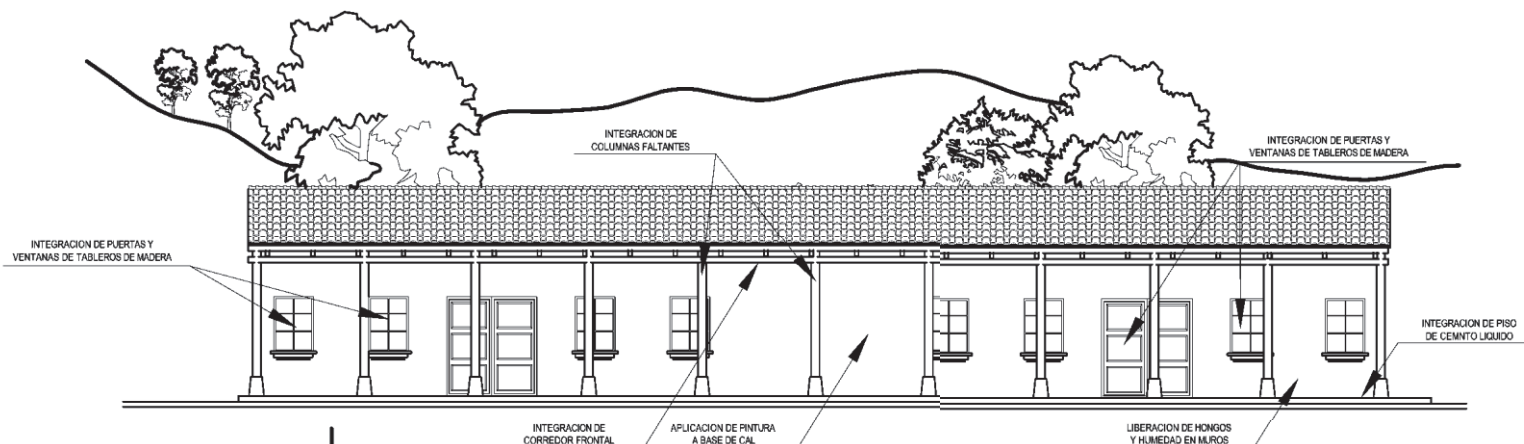 INTEGRACION DE
COLUMNAS FALTANTES
INTEGRACION DE PUERTAS Y
VENTANAS DE TABLEROS DE MADERA
INTEGRACION DE PUERTAS Y
VENTANAS DE TABLEROS DE MADERA
INTEGRACION DE PISO
DE CEMNTO LIQUIDO
INTEGRACION DE
CORREDOR FRONTAL
APLICACION DE PINTURA
A BASE DE CAL
LIBERACION DE HONGOS
Y HUMEDAD EN MUROS